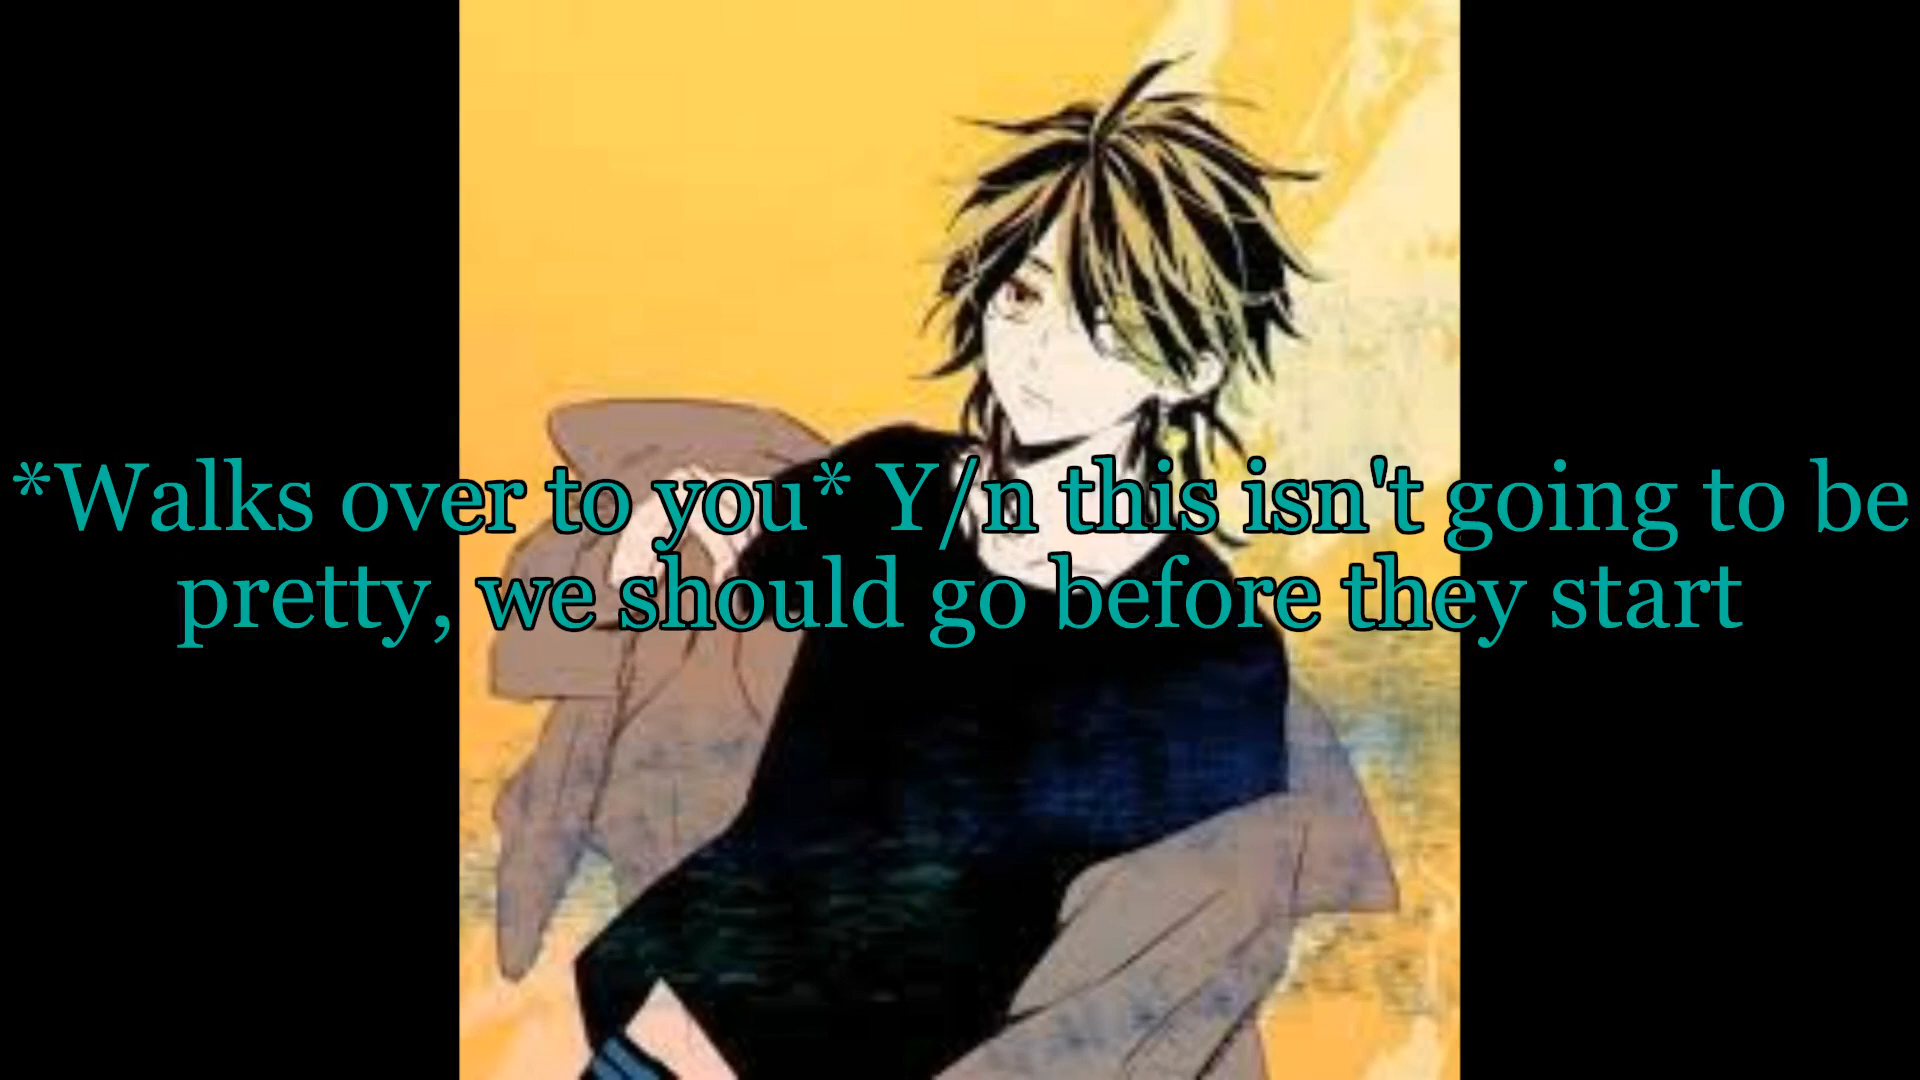 *Walks over to you* Y/n this isn't going to be
pretty, we should go before they start